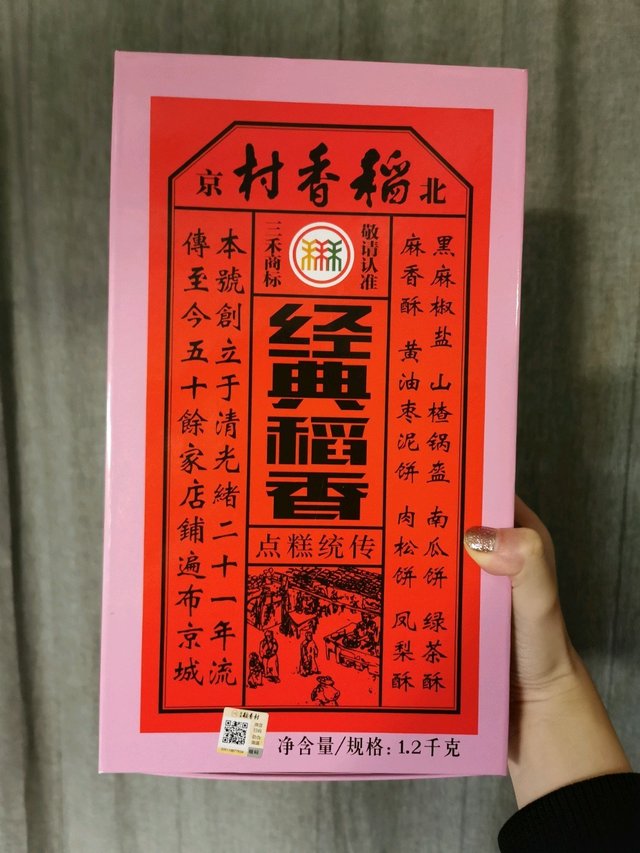 北京
稻香村
黑麻椒盐 山楂锅盔 南瓜饼 绿茶酥
麻香酥 黄油枣泥饼 肉松饼 凤梨酥
敬请认准
三禾商标
经典稻香
传统糕点
本號創立于清光緒二十一年流
傳至今五十餘家店鋪遍布京城
净含量/规格: 1.2千克